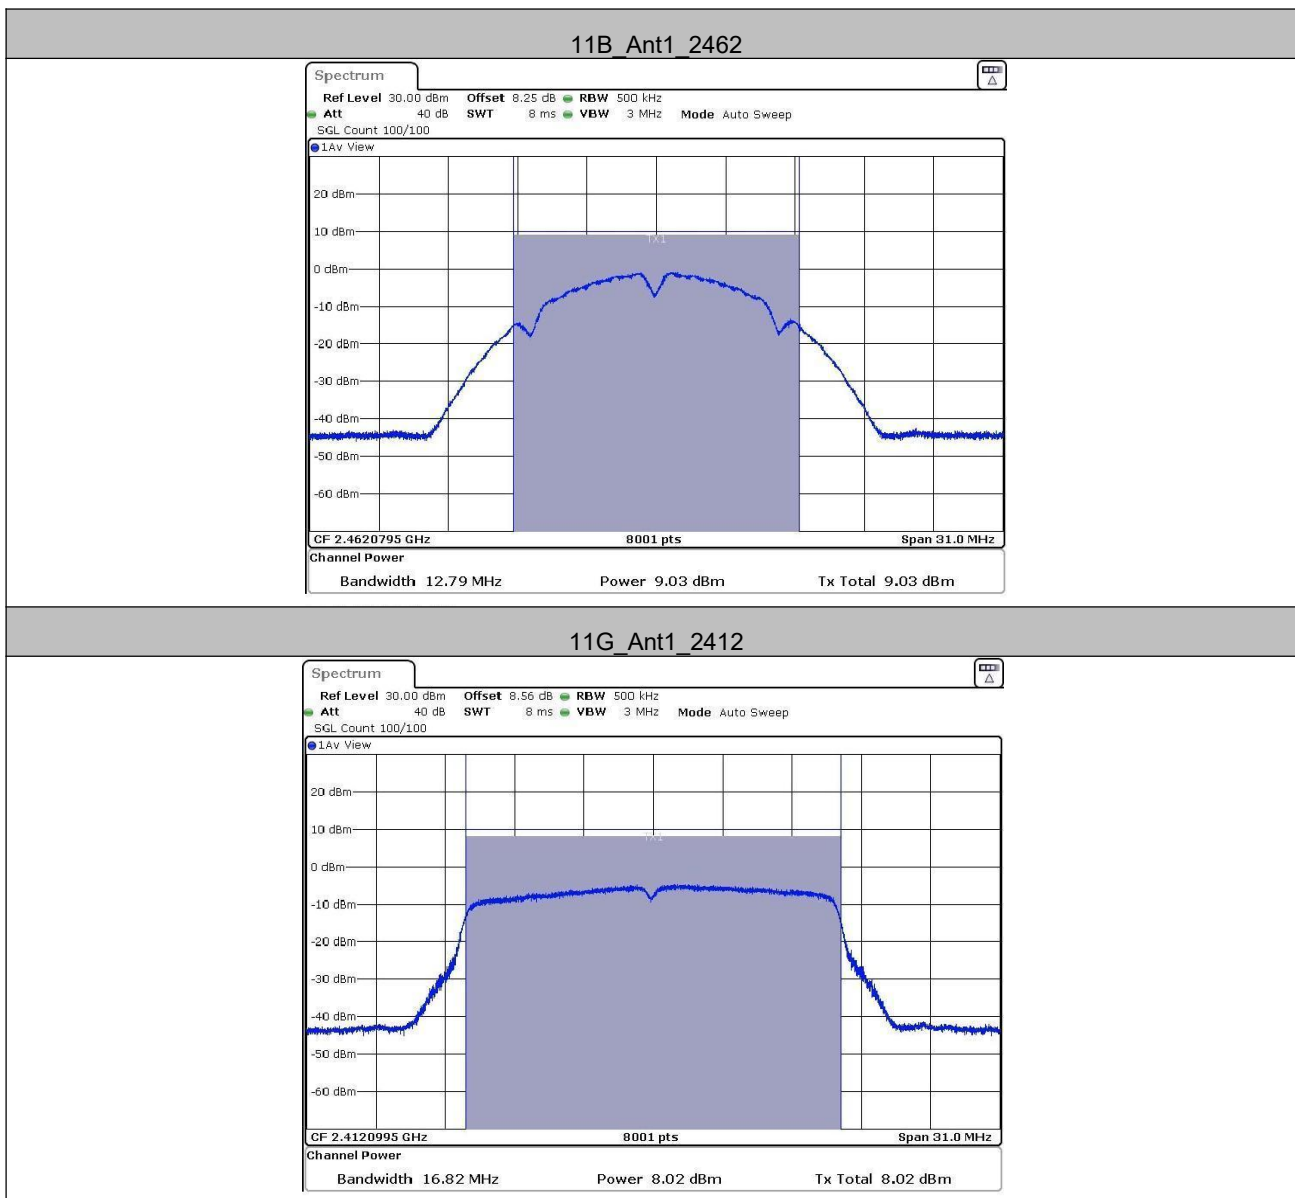 11B_Ant1_2462
Spectrum
Ref Level 30.00 dBm Offset 8.25 dB RBW 500 kHz
Att 40 dB SWT 8 ms VBW 3 MHz Mode Auto Sweep
SGL Count 100/100
1Av View
20 dBm
10 dBm
TX1
0 dBm
-10 dBm
-20 dBm
-30 dBm
-40 dBm
-50 dBm
-60 dBm
CF 2.4620795 GHz 8001 pts Span 31.0 MHz
Channel Power
Bandwidth 12.79 MHz Power 9.03 dBm Tx Total 9.03 dBm
11G_Ant1_2412
Spectrum
Ref Level 30.00 dBm Offset 8.56 dB RBW 500 kHz
Att 40 dB SWT 8 ms VBW 3 MHz Mode Auto Sweep
SGL Count 100/100
1Av View
20 dBm
10 dBm
TX1
0 dBm
-10 dBm
-20 dBm
-30 dBm
-40 dBm
-50 dBm
-60 dBm
CF 2.4120995 GHz 8001 pts Span 31.0 MHz
Channel Power
Bandwidth 16.82 MHz Power 8.02 dBm Tx Total 8.02 dBm